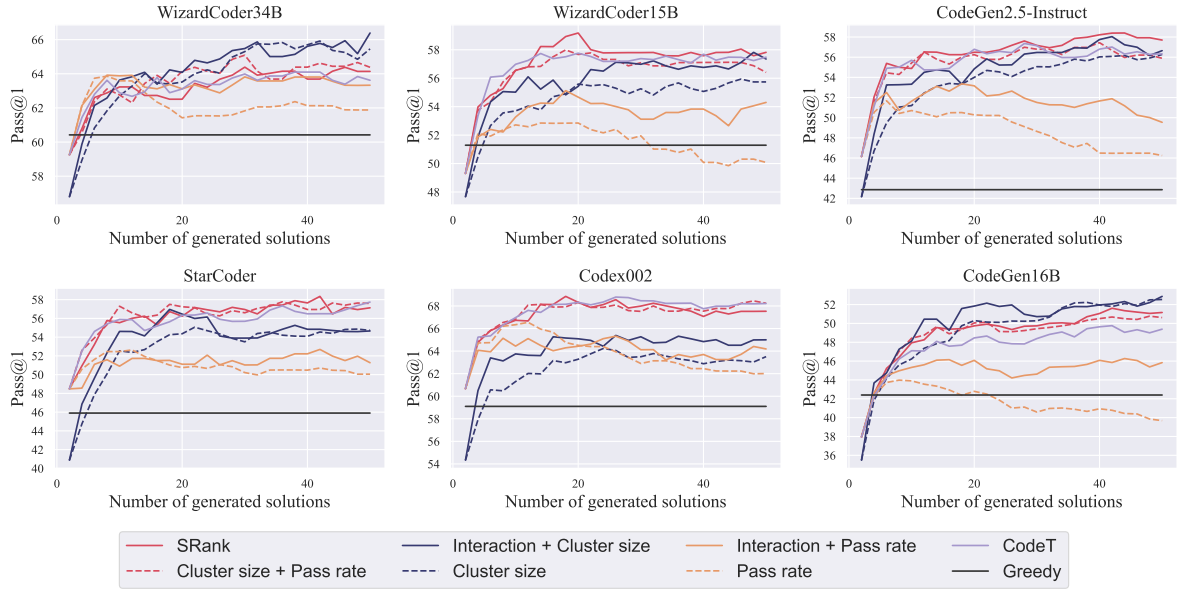 WizardCoder34B
66
64
62
60
58
0
20
40
Pass@1
Number of generated solutions
WizardCoder15B
58
56
54
52
50
48
0
20
40
Pass@1
Number of generated solutions
CodeGen2.5-Instruct
58
56
54
52
50
48
46
44
42
0
20
40
Pass@1
Number of generated solutions
StarCoder
58
56
54
52
50
48
46
44
42
40
0
20
40
Pass@1
Number of generated solutions
Codex002
68
66
64
62
60
58
56
54
0
20
40
Pass@1
Number of generated solutions
CodeGen16B
52
50
48
46
44
42
40
38
36
0
20
40
Pass@1
Number of generated solutions
SRank
Interaction + Cluster size
Interaction + Pass rate
CodeT
Cluster size + Pass rate
Cluster size
Pass rate
Greedy